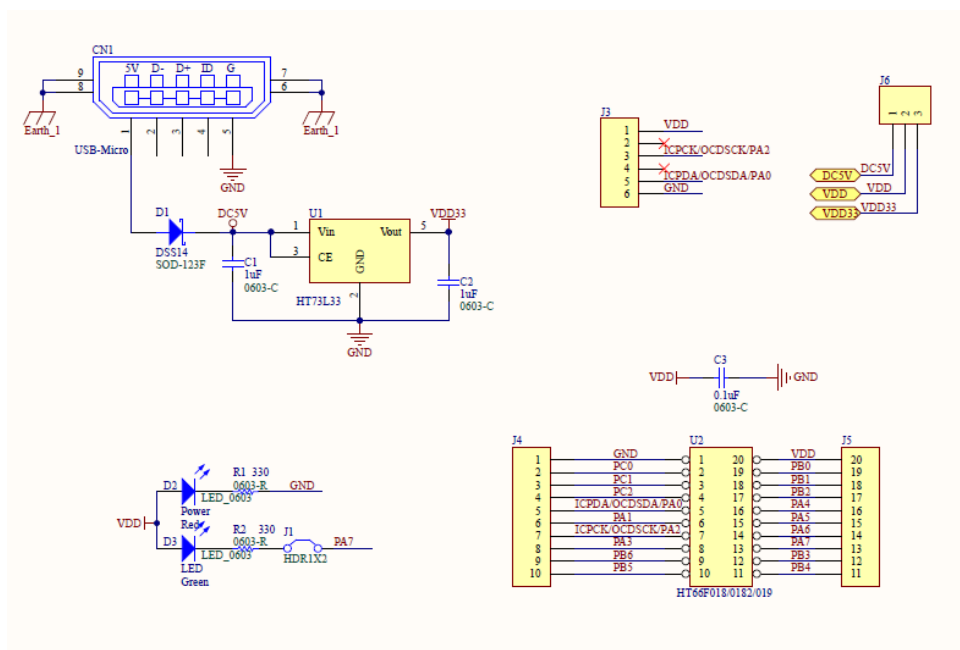 CN1
5V D- D+ ID G
9
8
7
6
Earth_1
Earth_1
1 2 3 4 5
USB-Micro
GND
D1
DSS14
SOD-123F
DC5V
C1
1uF
0603-C
U1
1 Vin
3 CE
Vout 5
GND
2
HT73L33
VDD33
C2
1uF
0603-C
GND
J3
1 VDD
2
3 ICPCK/OCDSCK/PA2
4
5 ICPDA/OCDSDA/PA0
6 GND
J6
1 2 3
DC5V DC5V
VDD VDD
VDD33 VDD33
C3
VDD
GND
0.1uF
0603-C
D2
R1 330
0603-R
GND
LED_0603
Power
Red
VDD
D3
R2 330
0603-R
LED_0603
J1
HDR1X2
PA7
LED
Green
J4 U2 J5
1 GND 1 20 VDD 20
2 PC0 2 19 PB0 19
3 PC1 3 18 PB1 18
4 PC2 4 17 PB2 17
5 ICPDA/OCDSDA/PA0 5 16 PA4 16
6 PA1 6 15 PA5 15
7 ICPCK/OCDSCK/PA2 7 14 PA6 14
8 PA3 8 13 PA7 13
9 PB6 9 12 PB3 12
10 PB5 10 11 PB4 11
HT66F018/0182/019